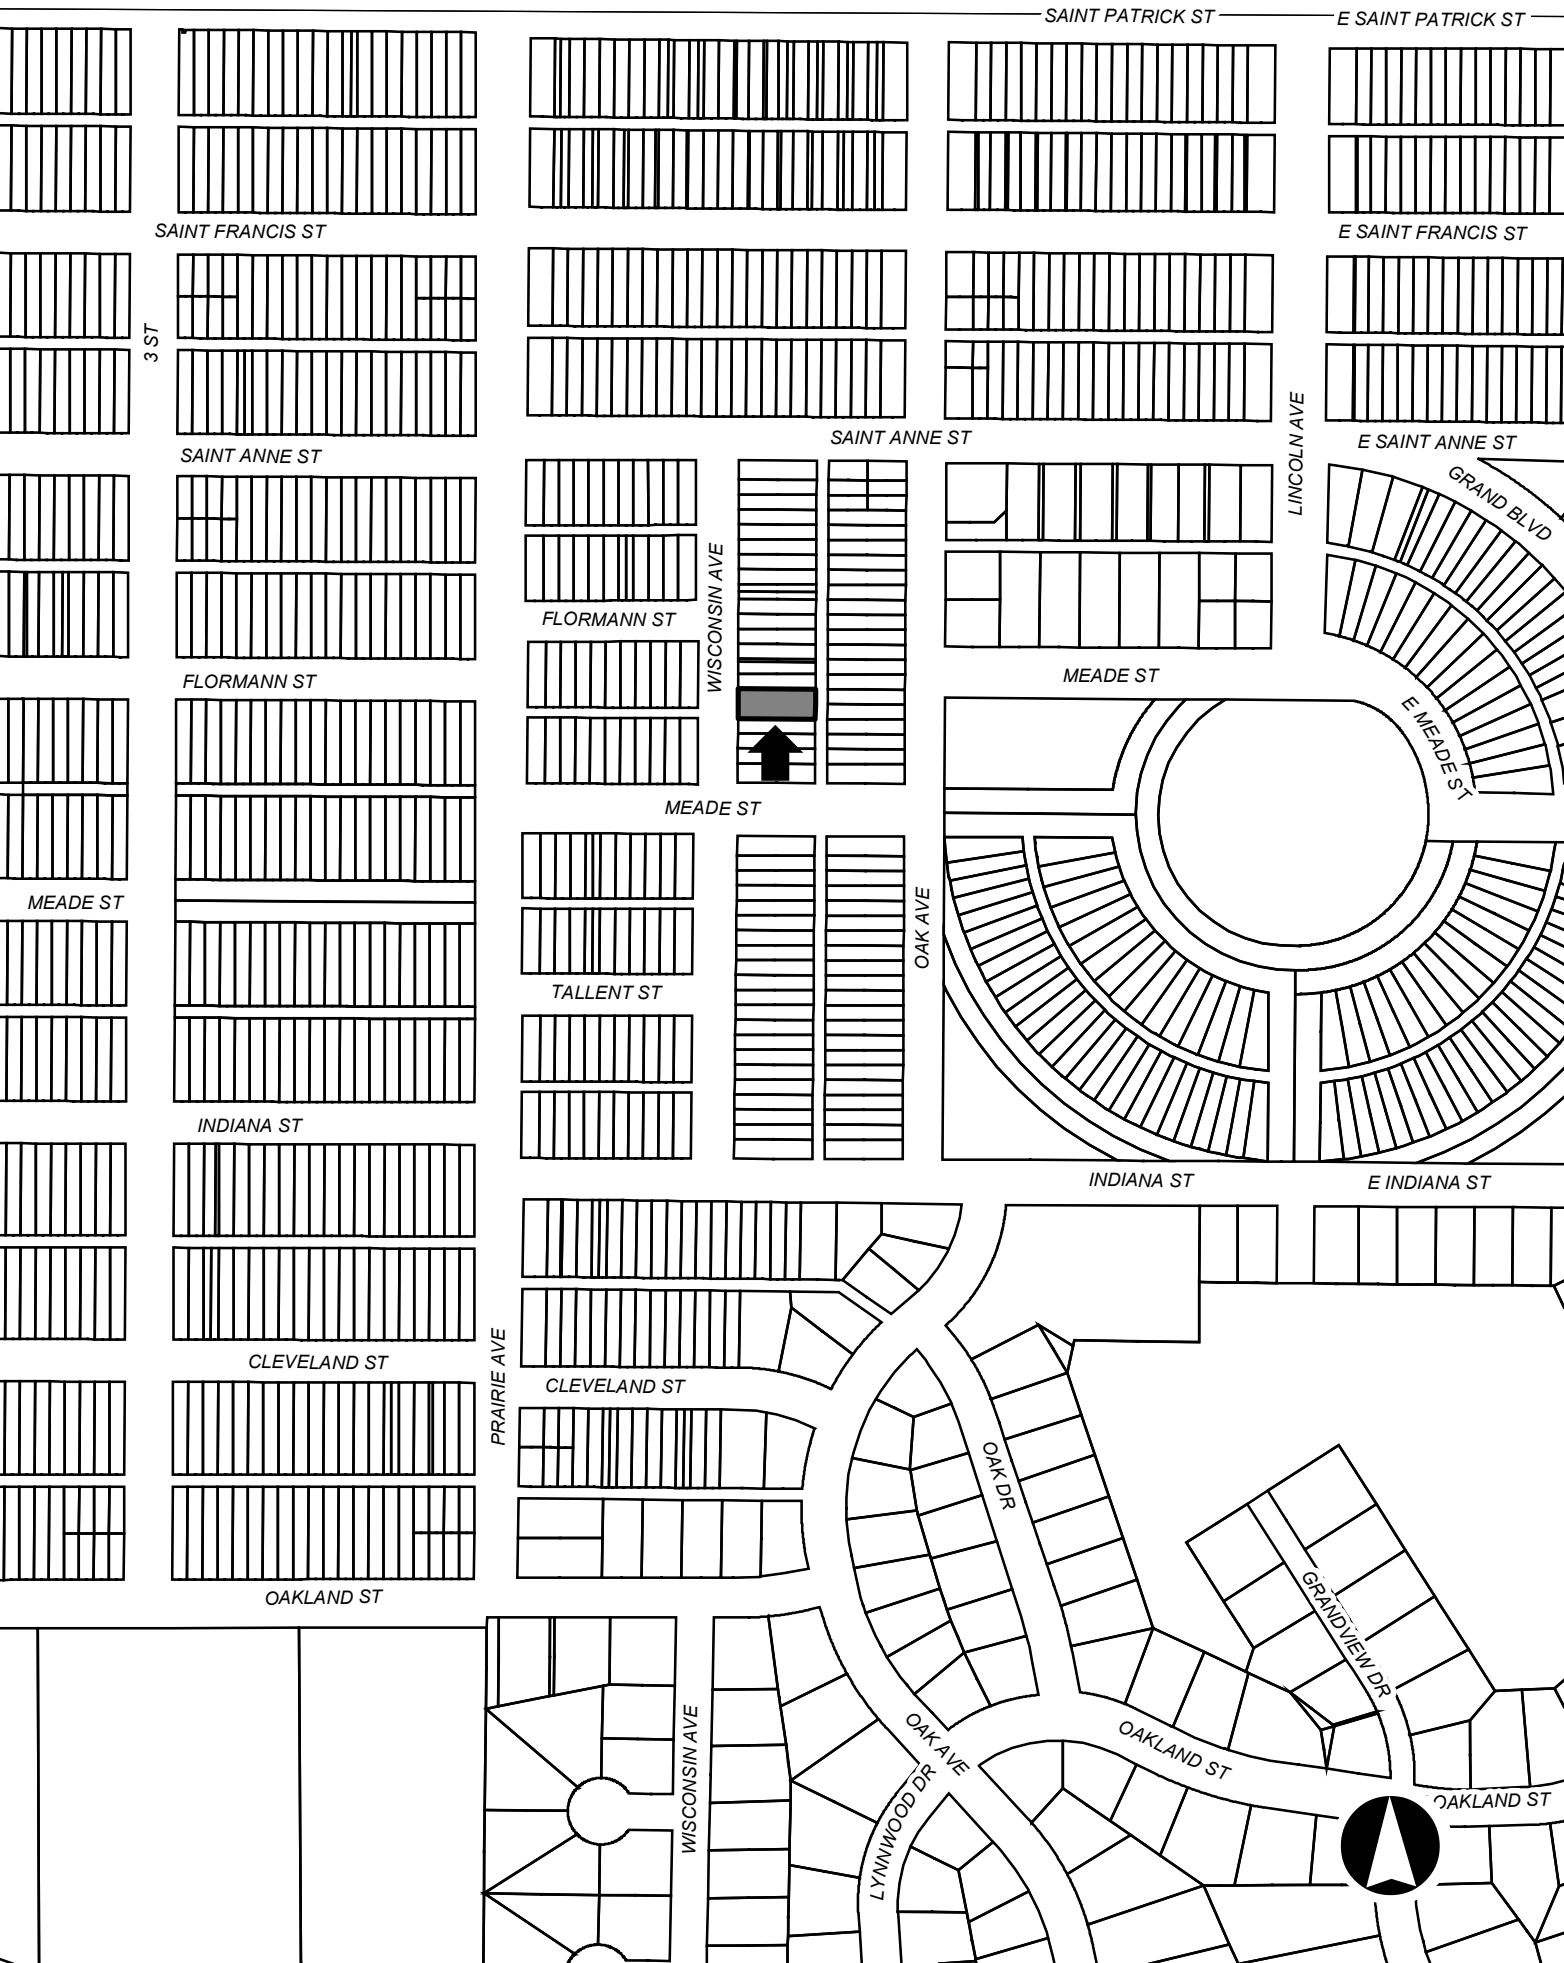 SAINT PATRICK ST
E SAINT PATRICK ST
SAINT FRANCIS ST
E SAINT FRANCIS ST
3 ST
LINCOLN AVE
SAINT ANNE ST
E SAINT ANNE ST
SAINT ANNE ST
GRAND BLVD
WISCONSIN AVE
FLORMANN ST
MEADE ST
FLORMANN ST
E MEADE ST
MEADE ST
MEADE ST
OAK AVE
TALLENT ST
INDIANA ST
INDIANA ST
E INDIANA ST
PRAIRIE AVE
CLEVELAND ST
CLEVELAND ST
OAK DR
OAKLAND ST
GRANDVIEW DR
WISCONSIN AVE
OAK AVE
OAKLAND ST
LYNNWOOD DR
OAKLAND ST